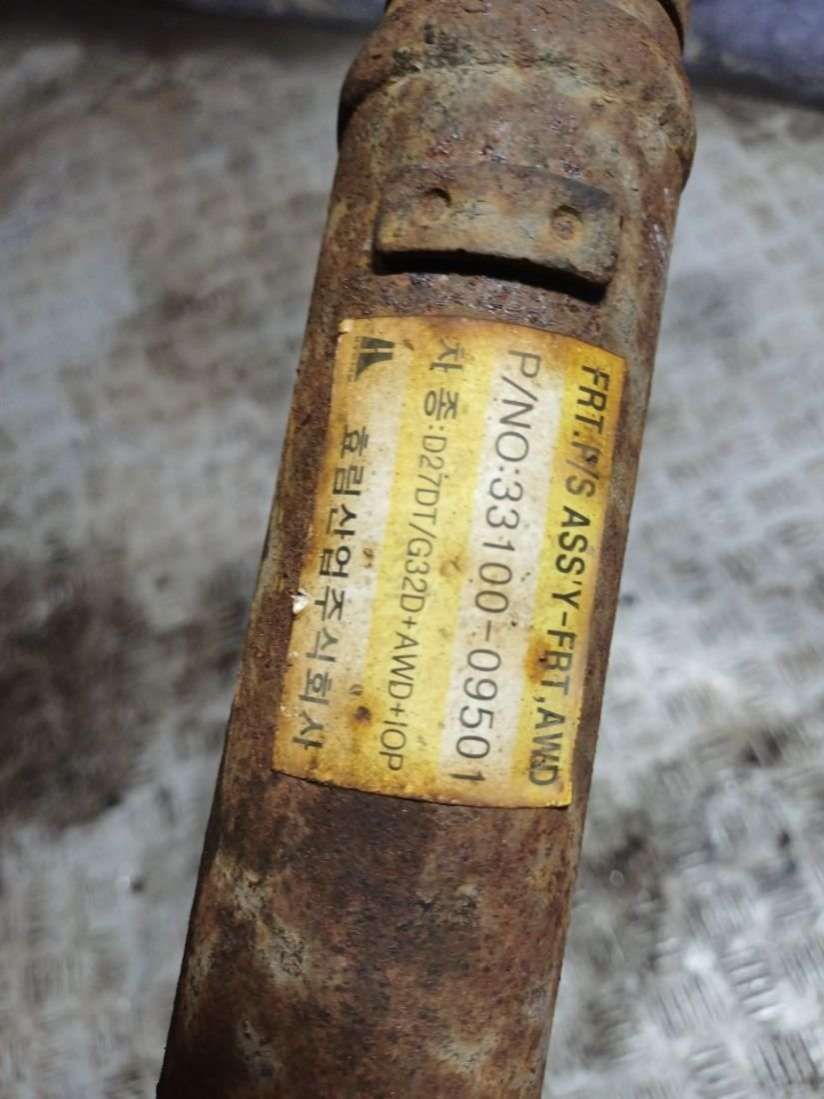 FRT.P/S ASS'Y-FBT,AWD
P/NO:33100-09501
차종:D27DT/G32D+AWD+IOP
효림산업주식회사